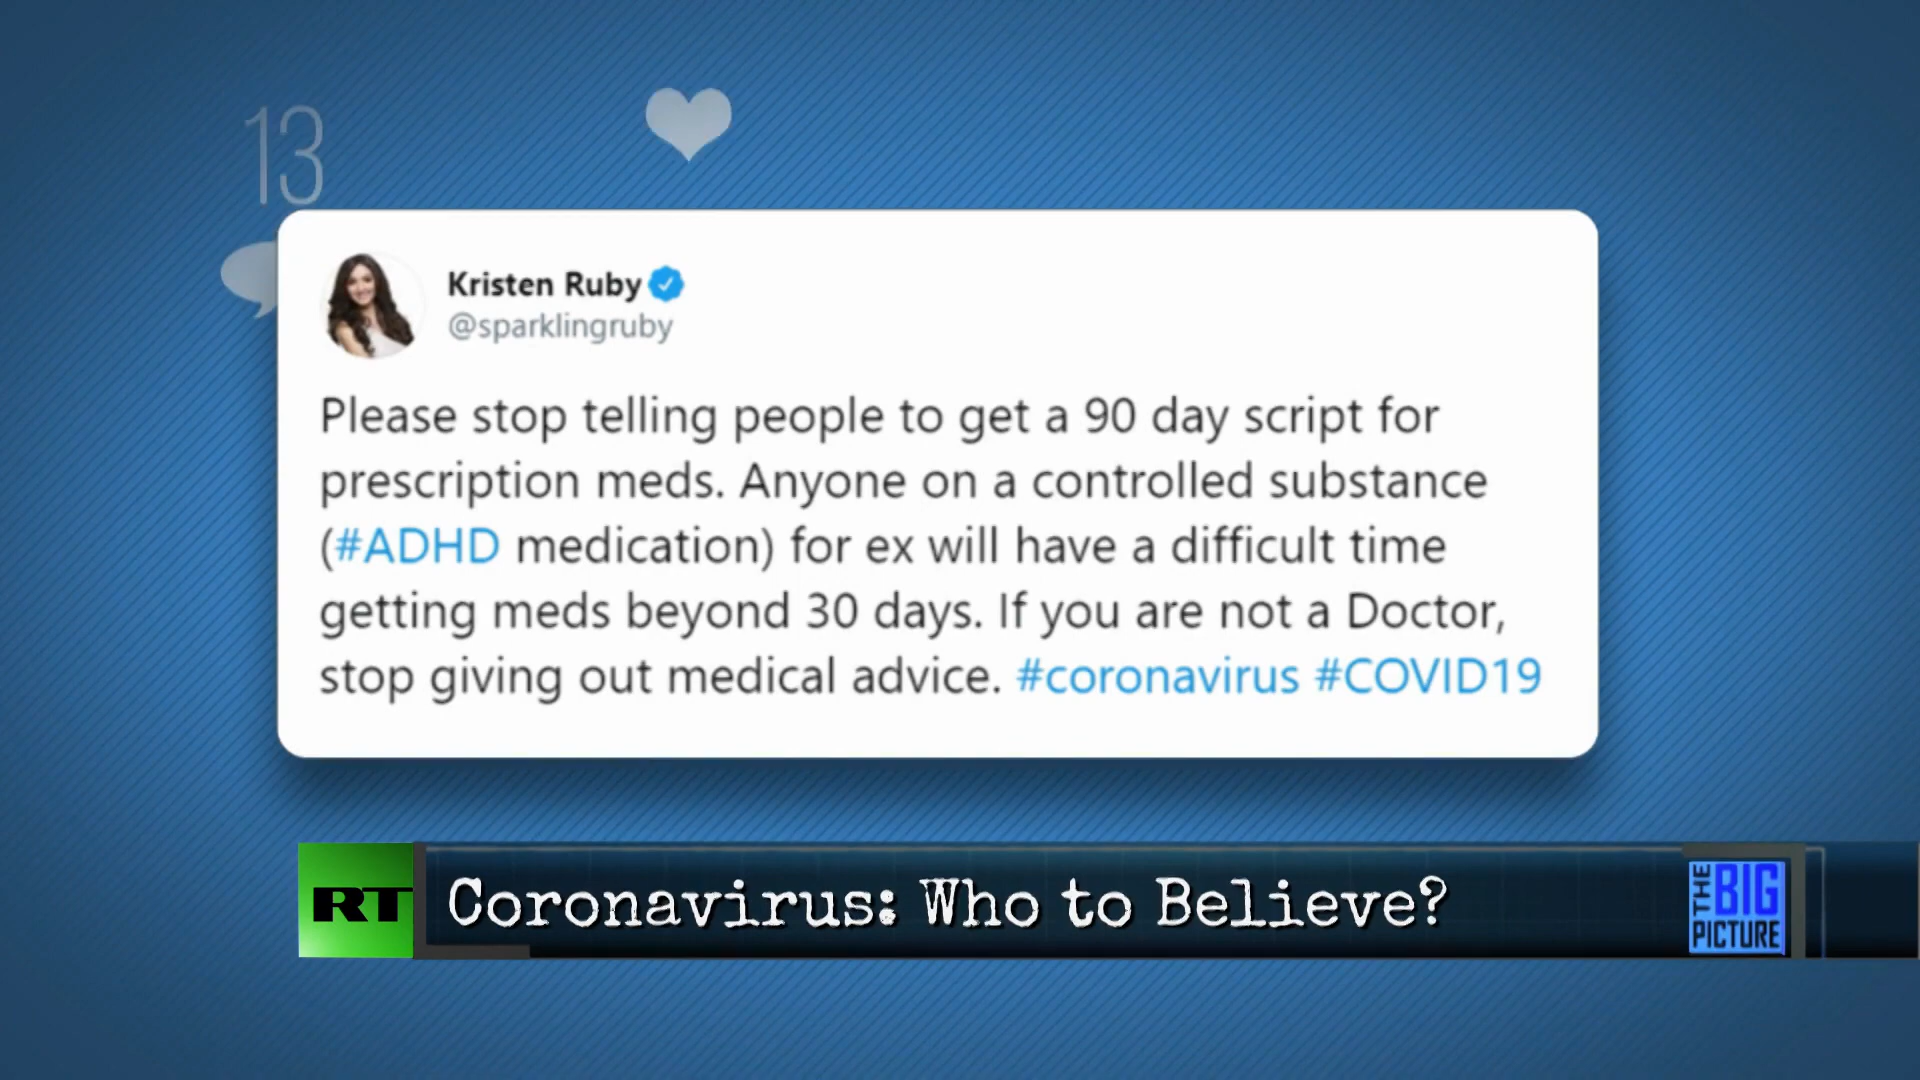 13
Kristen Ruby
@sparklingruby
Please stop telling people to get a 90 day script for
prescription meds. Anyone on a controlled substance
(#ADHD medication) for ex will have a difficult time
getting meds beyond 30 days. If you are not a Doctor,
stop giving out medical advice. #coronavirus #COVID19
RT
Coronavirus: Who to Believe?
THE BIG PICTURE